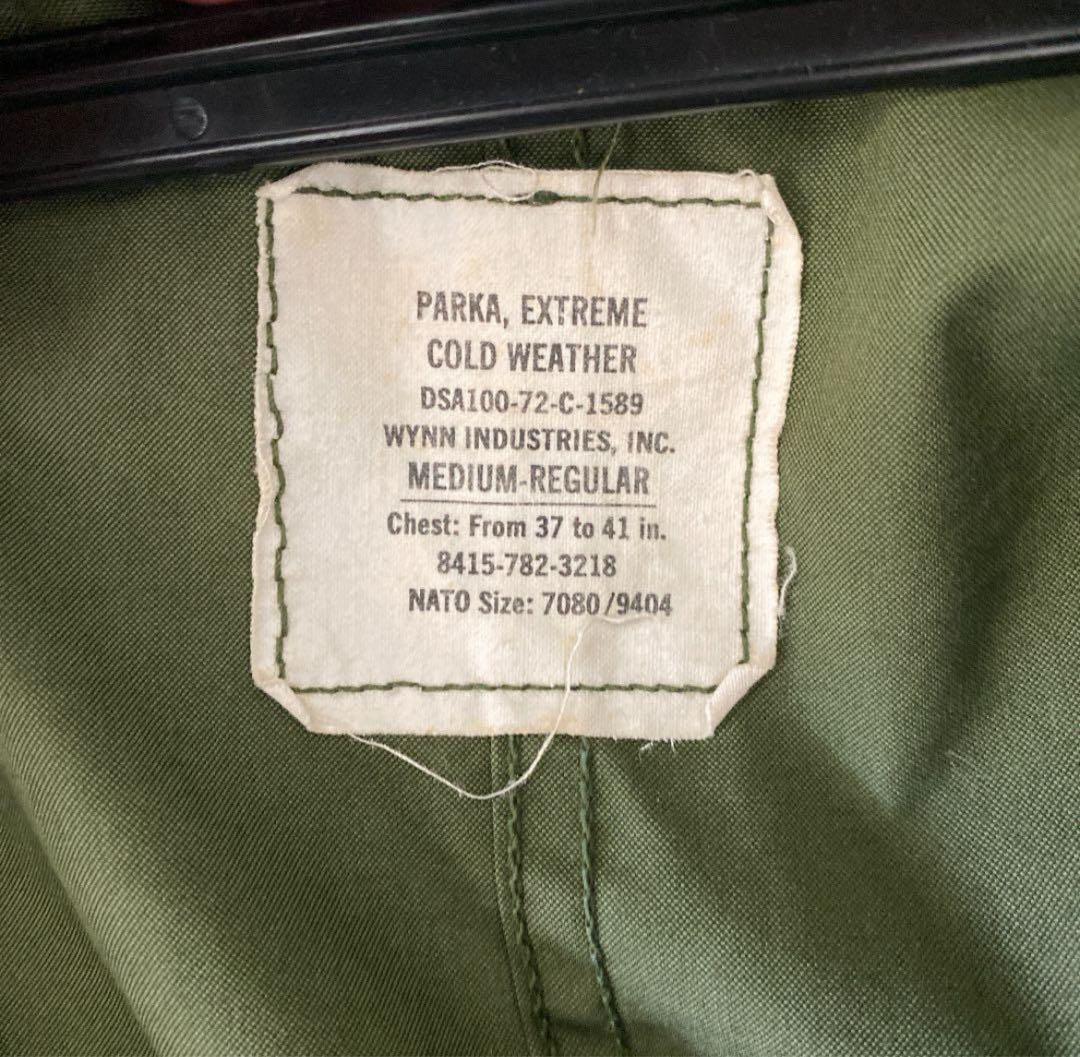 PARKA, EXTREME
COLD WEATHER
DSA100-72-C-1589
WYNN INDUSTRIES, INC.
MEDIUM-REGULAR
Chest: From 37 to 41 in.
8415-782-3218
NATO Size: 7080/9404